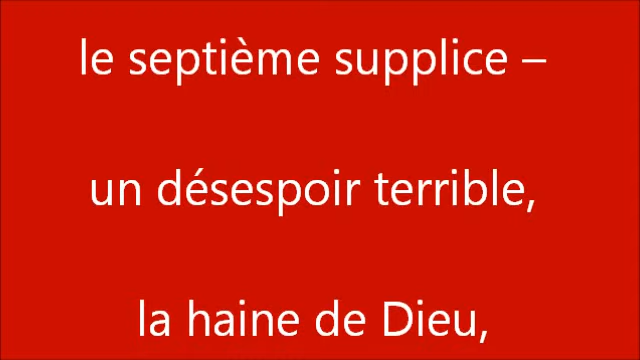 le septième supplice –
un désespoir terrible,
la haine de Dieu,